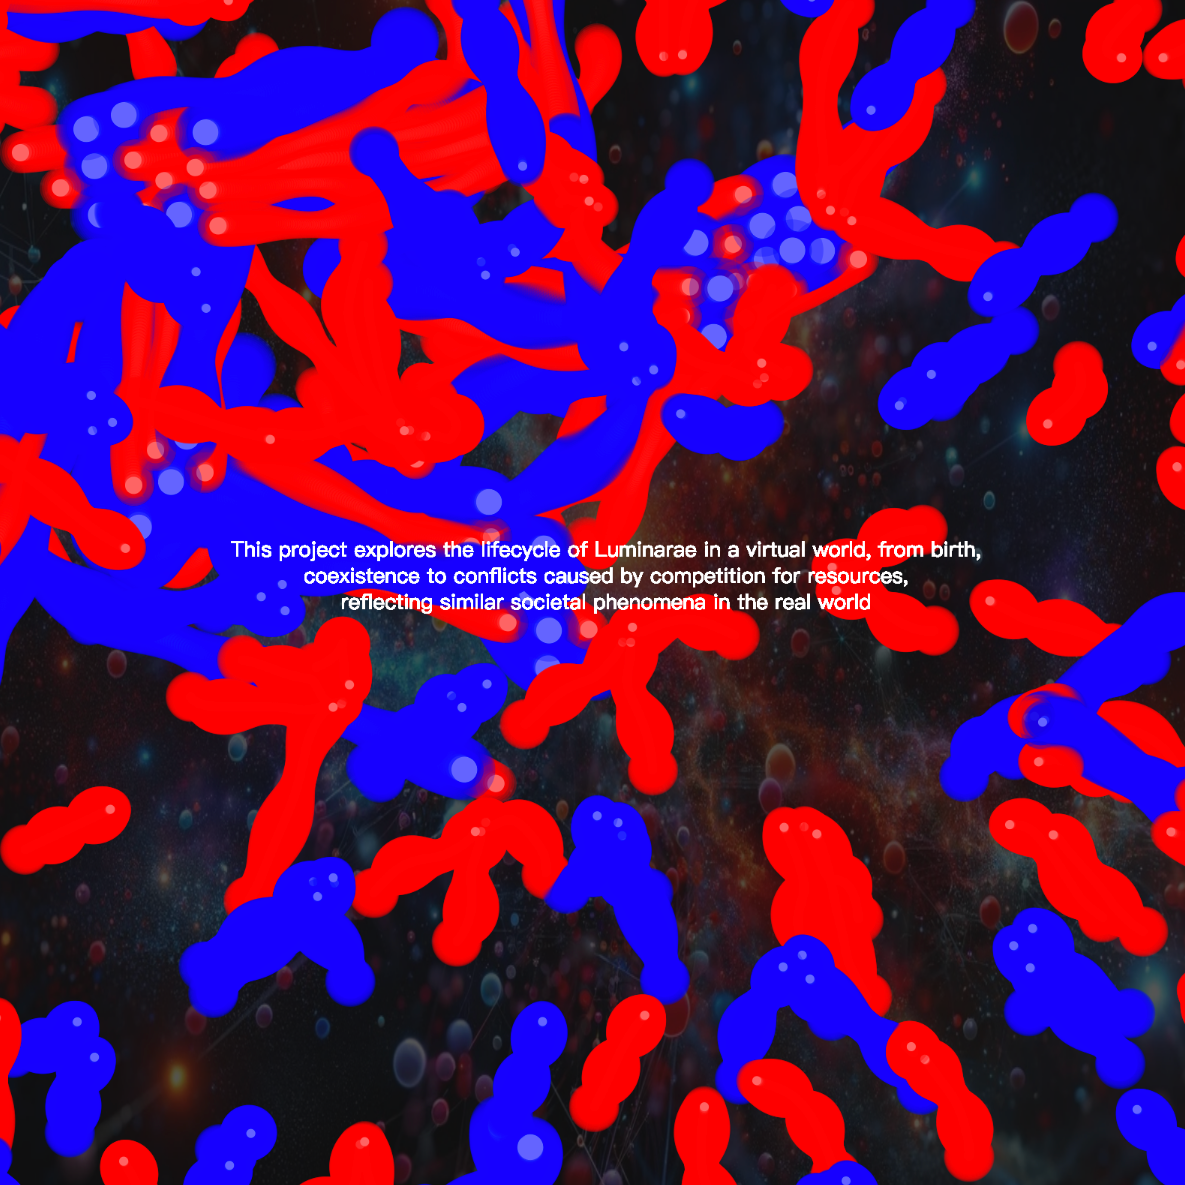 This project explores the lifecycle of Luminarae in a virtual world, from birth,
coexistence to conflicts caused by competition for resources,
reflecting similar societal phenomena in the real world